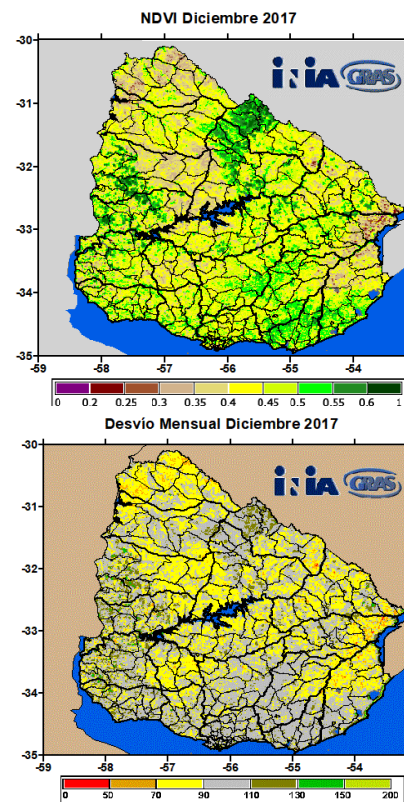 NDVI Diciembre 2017
-30
INIA GRAS
-31
-32
-33
-34
-35
-59 -58 -57 -56 -55 -54
0 0.2 0.25 0.3 0.35 0.4 0.45 0.5 0.55 0.6 1
Desvío Mensual Diciembre 2017
-30
INIA GRAS
-31
-32
-33
-34
-35
-59 -58 -57 -56 -55 -54
0 50 70 90 110 130 150 200